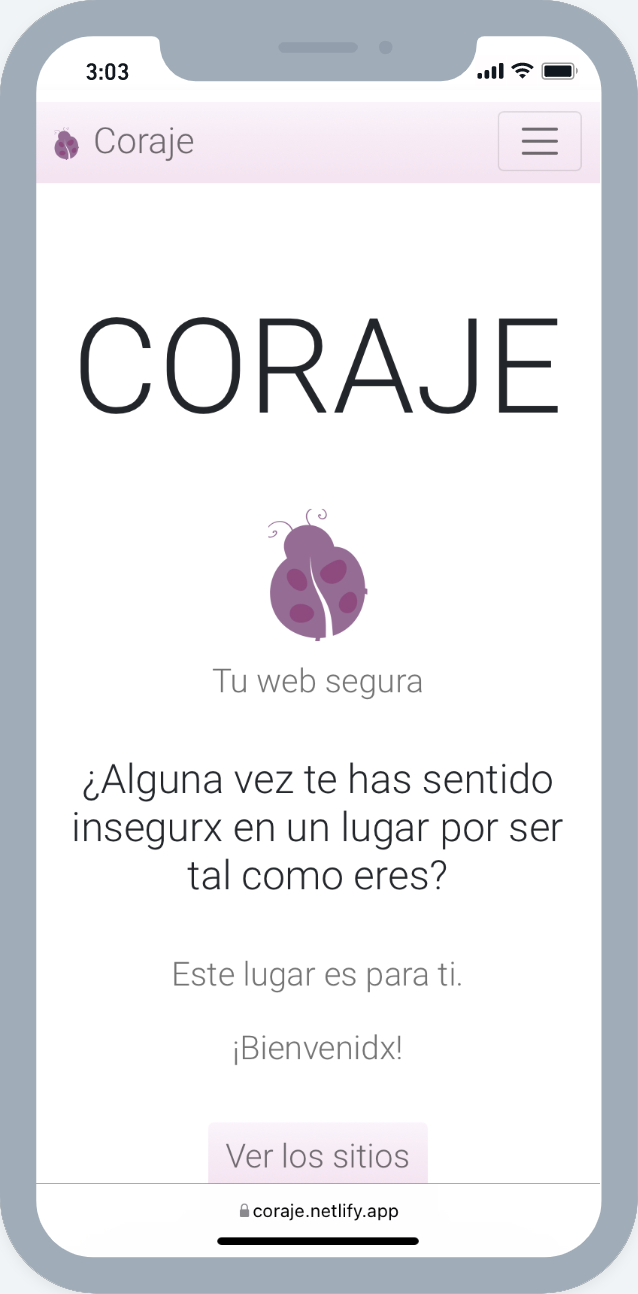 3:03
Coraje
CORAJE
Tu web segura
¿Alguna vez te has sentido
insegurx en un lugar por ser
tal como eres?
Este lugar es para ti.
¡Bienvenidx!
Ver los sitios
coraje.netlify.app